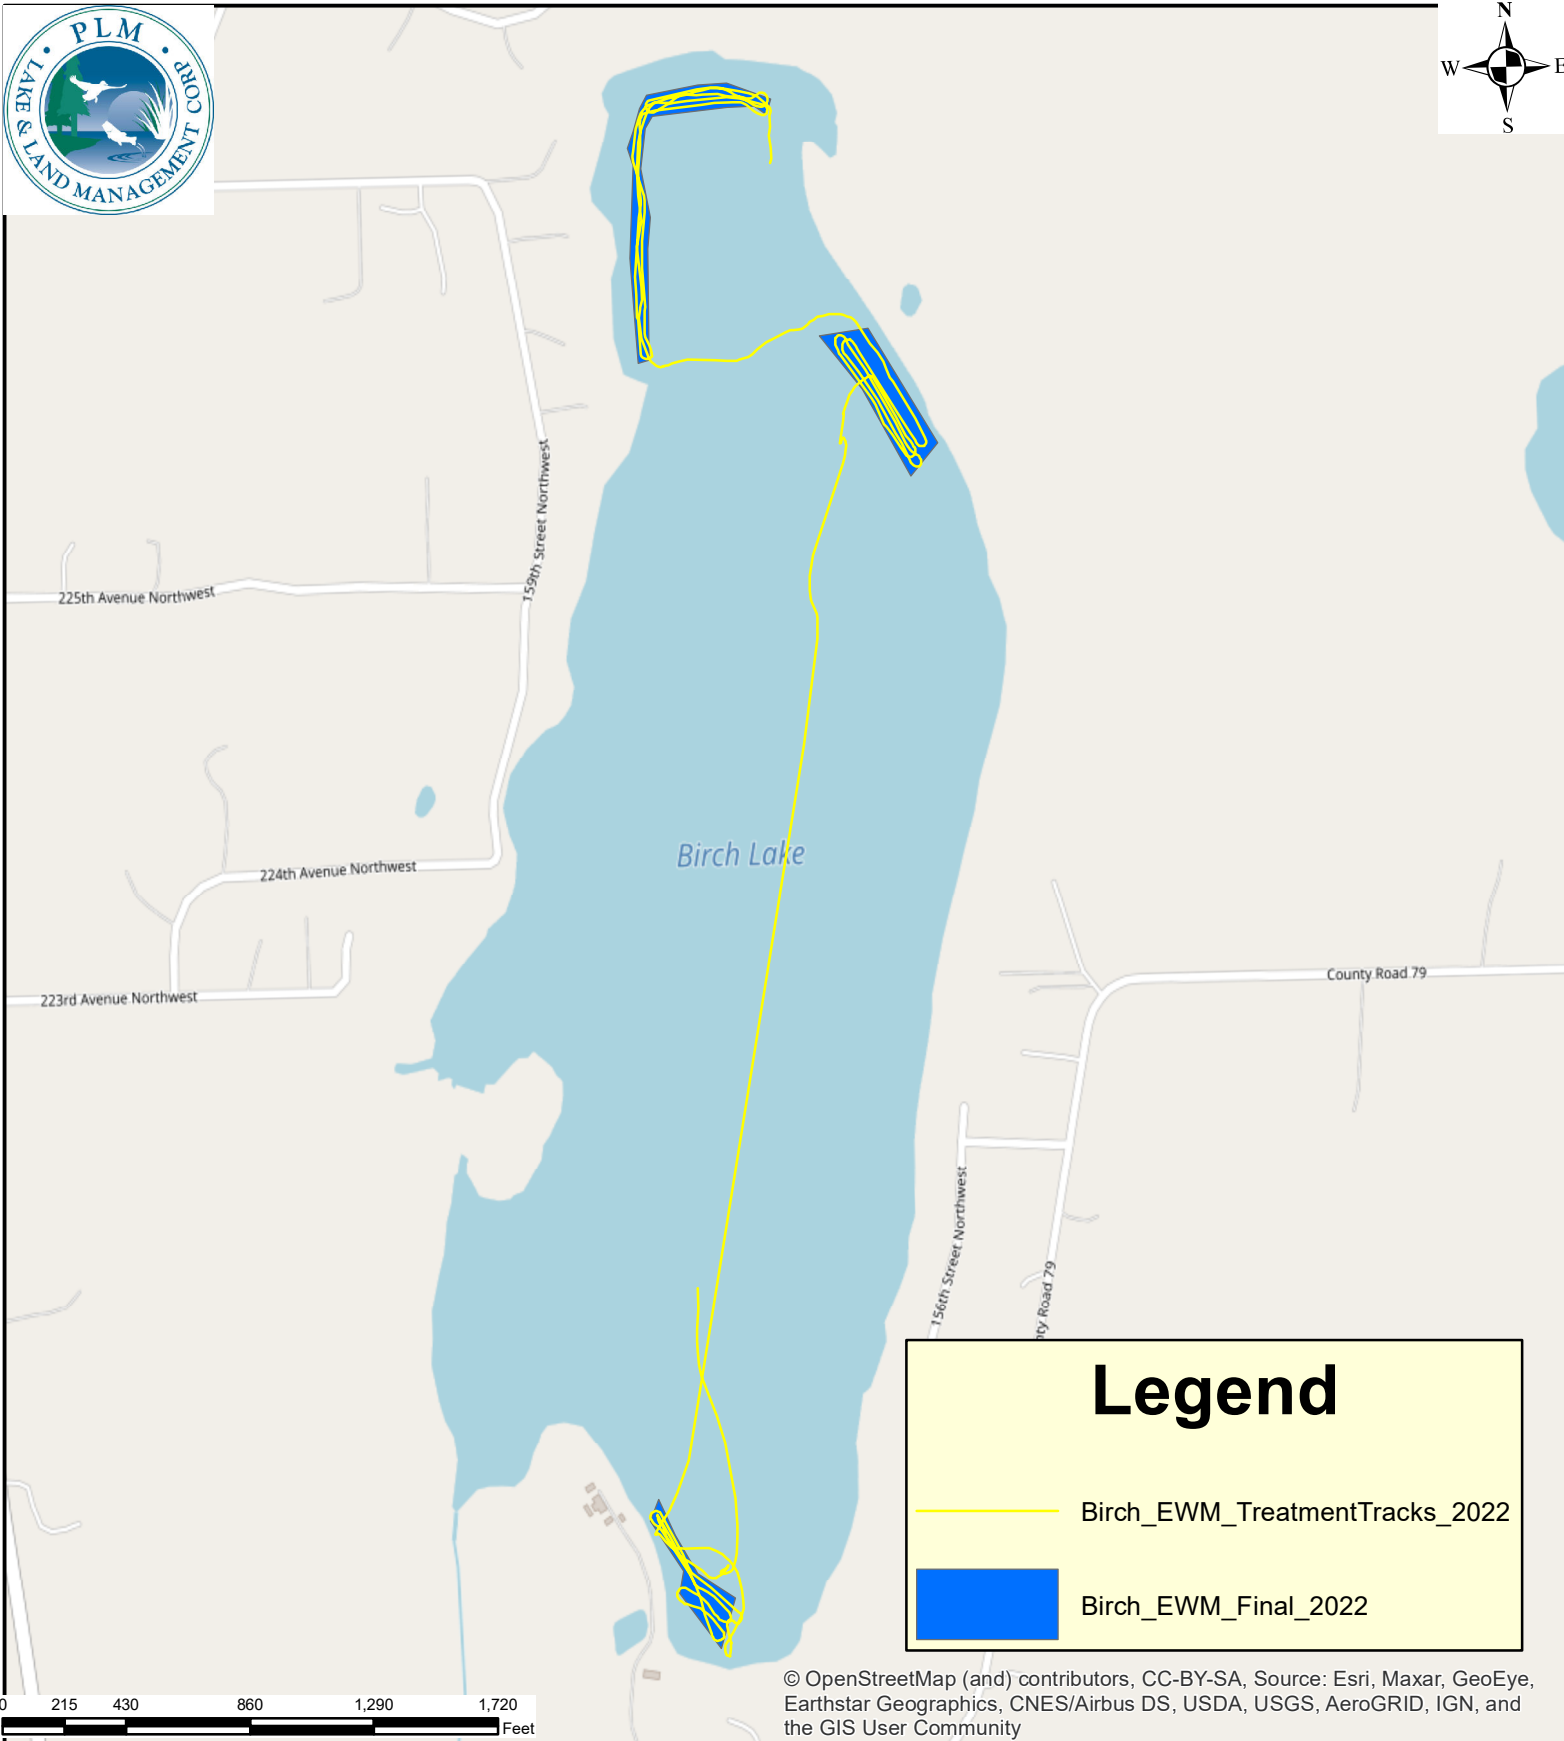 PLM
LAKE & LAND MANAGEMENT CORP
N
W E
S
159th Street Northwest
225th Avenue Northwest
Birch Lake
224th Avenue Northwest
223rd Avenue Northwest
County Road 79
156th Street Northwest
nty Road 79
Legend
Birch_EWM_TreatmentTracks_2022
Birch_EWM_Final_2022
© OpenStreetMap (and) contributors, CC-BY-SA, Source: Esri, Maxar, GeoEye,
Earthstar Geographics, CNES/Airbus DS, USDA, USGS, AeroGRID, IGN, and
the GIS User Community
0 215 430 860 1,290 1,720
Feet